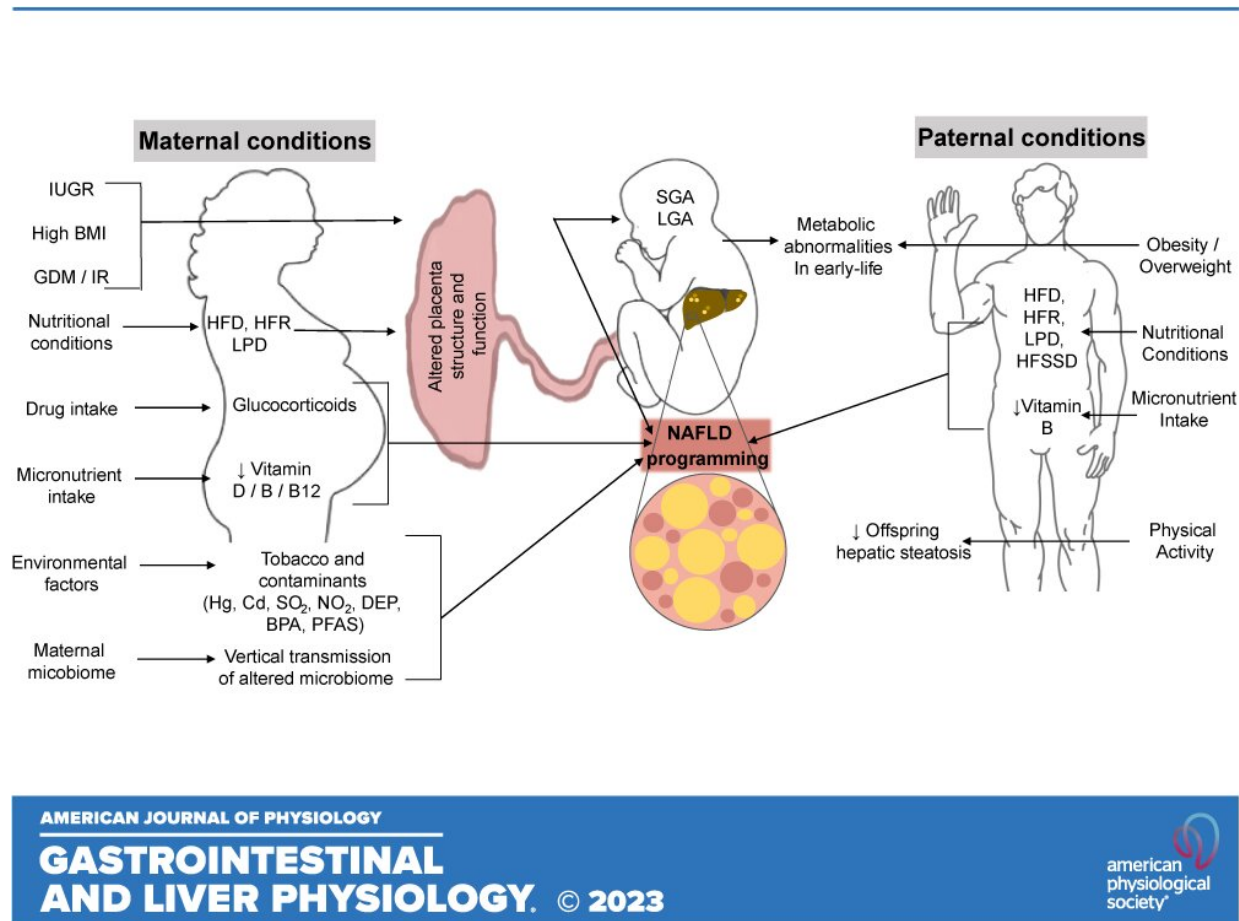 Maternal conditions
IUGR
High BMI
GDM / IR
Nutritional
conditions
HFD, HFR
LPD
Drug intake
Glucocorticoids
Micronutrient
intake
↓ Vitamin
D / B / B12
Environmental
factors
Tobacco and
contaminants
(Hg, Cd, SO₂, NO₂, DEP,
BPA, PFAS)
Maternal
micobiome
Vertical transmission
of altered microbiome
Altered placenta
structure and
function
SGA
LGA
NAFLD
programming
Metabolic
abnormalities
In early-life
Paternal conditions
Obesity /
Overweight
HFD,
HFR,
LPD,
HFSSD
Nutritional
Conditions
↓Vitamin
B
Micronutrient
Intake
↓ Offspring
hepatic steatosis
Physical
Activity
AMERICAN JOURNAL OF PHYSIOLOGY
GASTROINTESTINAL
AND LIVER PHYSIOLOGY. © 2023
american
physiological
society®